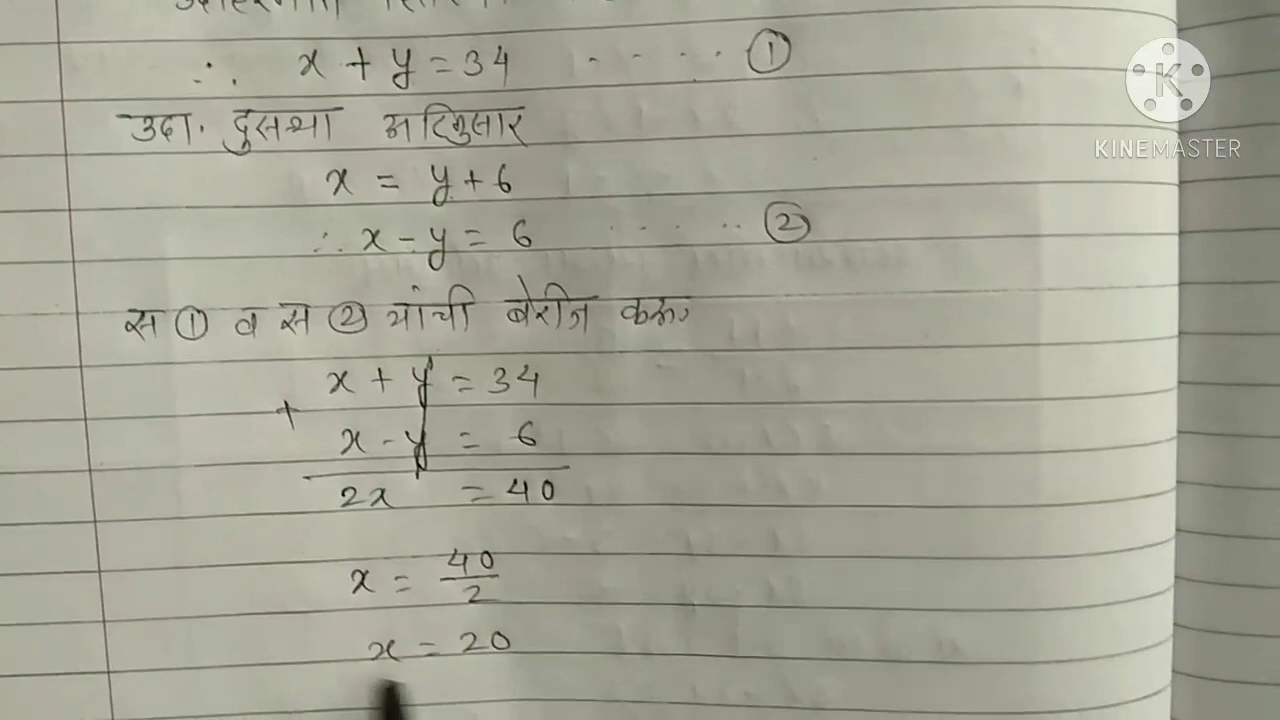 ∴ x + y = 34 ..... ①
K
KINEMASTER
उदा. दुसऱ्या अटिनुसार
x = y + 6
∴ x - y = 6 ..... ②
स ① व स ② यांची बेरीज करू,
x + y = 34
+ x - y = 6
2x = 40
x = 40/2
x = 20